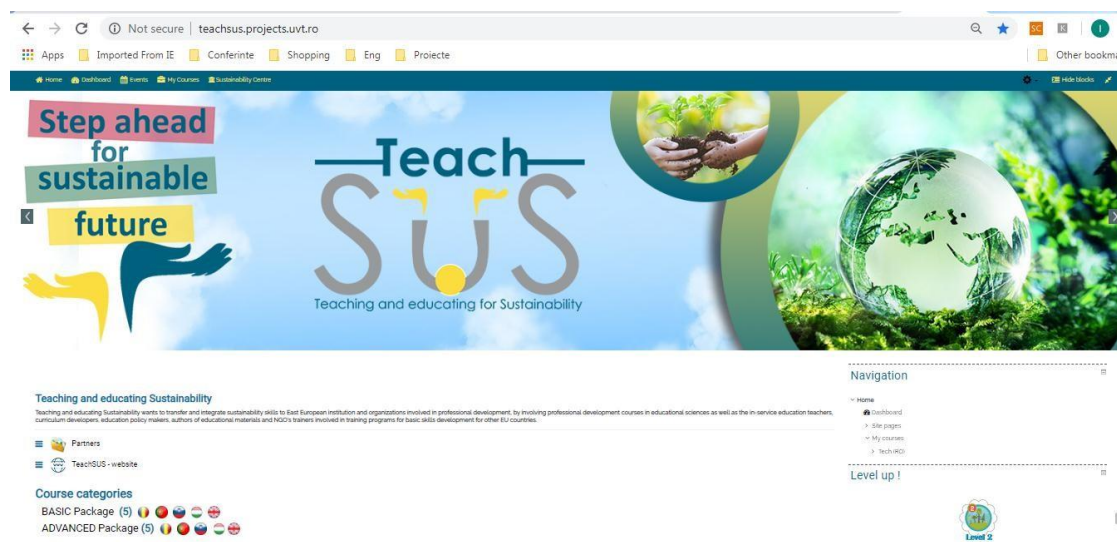 Not secure | teachsus.projects.uvt.ro
SC K I
Apps Imported From IE Conferinte Shopping Eng Proiecte Other bookma
Home Dashboard Events My Courses Sustainability Centre Hide blocks
Step ahead
for
sustainable
future
Teach
SUS
Teaching and educating for Sustainability
Teaching and educating Sustainability
Teaching and educating Sustainability wants to transfer and integrate sustainability skills to East European institution and organizations involved in professional development, by involving professional development courses in educational sciences as well as the in-service education teachers,
curriculum developers, education policy makers, authors of educational materials and NGO's trainers involved in training programs for basic skills development for other EU countries.
Partners
TeachSUS - website
Course categories
BASIC Package (5)
ADVANCED Package (5)
Navigation
Home
Dashboard
Site pages
My courses
Level up !
2
Level 2